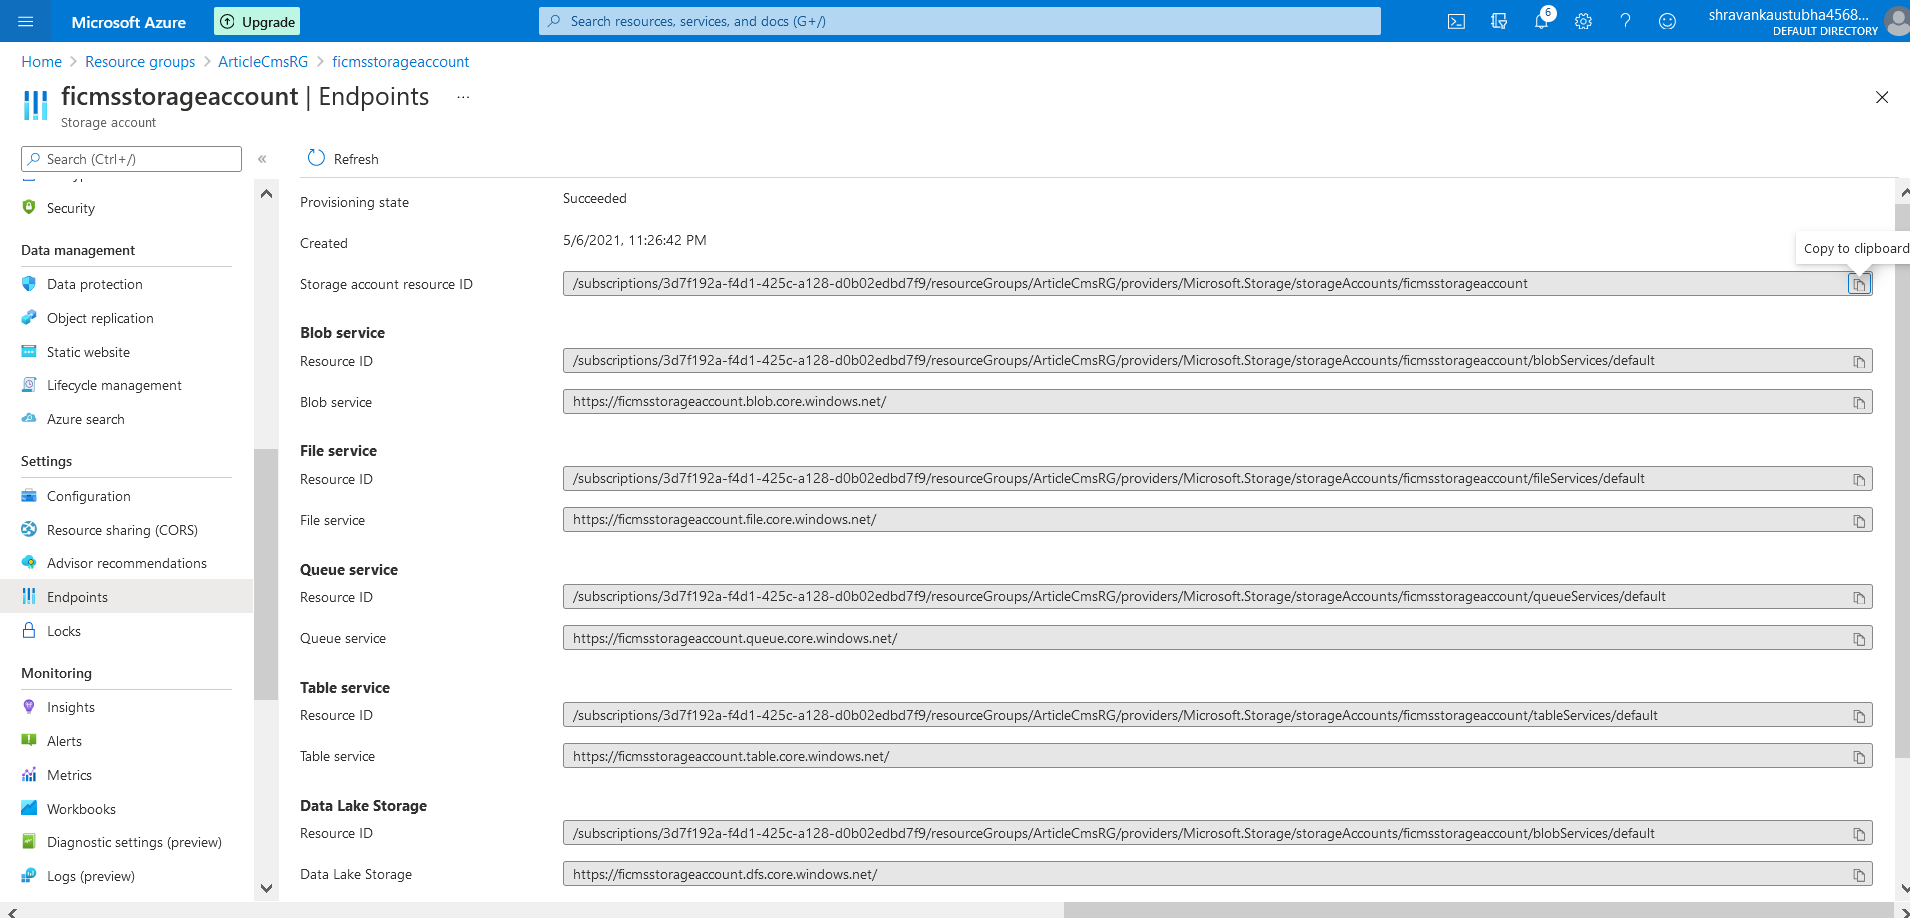 Microsoft Azure
Upgrade
Search resources, services, and docs (G+/)
6
shravankaustubha4568...
DEFAULT DIRECTORY
Home > Resource groups > ArticleCmsRG > ficmsstorageaccount
ficmsstorageaccount | Endpoints ...
Storage account
Search (Ctrl+/)
«
Security
Data management
Data protection
Object replication
Static website
Lifecycle management
Azure search
Settings
Configuration
Resource sharing (CORS)
Advisor recommendations
Endpoints
Locks
Monitoring
Insights
Alerts
Metrics
Workbooks
Diagnostic settings (preview)
Logs (preview)
Refresh
Provisioning state Succeeded
Created 5/6/2021, 11:26:42 PM
Copy to clipboard
Storage account resource ID /subscriptions/3d7f192a-f4d1-425c-a128-d0b02edbd7f9/resourceGroups/ArticleCmsRG/providers/Microsoft.Storage/storageAccounts/ficmsstorageaccount
Blob service
Resource ID /subscriptions/3d7f192a-f4d1-425c-a128-d0b02edbd7f9/resourceGroups/ArticleCmsRG/providers/Microsoft.Storage/storageAccounts/ficmsstorageaccount/blobServices/default
Blob service https://ficmsstorageaccount.blob.core.windows.net/
File service
Resource ID /subscriptions/3d7f192a-f4d1-425c-a128-d0b02edbd7f9/resourceGroups/ArticleCmsRG/providers/Microsoft.Storage/storageAccounts/ficmsstorageaccount/fileServices/default
File service https://ficmsstorageaccount.file.core.windows.net/
Queue service
Resource ID /subscriptions/3d7f192a-f4d1-425c-a128-d0b02edbd7f9/resourceGroups/ArticleCmsRG/providers/Microsoft.Storage/storageAccounts/ficmsstorageaccount/queueServices/default
Queue service https://ficmsstorageaccount.queue.core.windows.net/
Table service
Resource ID /subscriptions/3d7f192a-f4d1-425c-a128-d0b02edbd7f9/resourceGroups/ArticleCmsRG/providers/Microsoft.Storage/storageAccounts/ficmsstorageaccount/tableServices/default
Table service https://ficmsstorageaccount.table.core.windows.net/
Data Lake Storage
Resource ID /subscriptions/3d7f192a-f4d1-425c-a128-d0b02edbd7f9/resourceGroups/ArticleCmsRG/providers/Microsoft.Storage/storageAccounts/ficmsstorageaccount/blobServices/default
Data Lake Storage https://ficmsstorageaccount.dfs.core.windows.net/